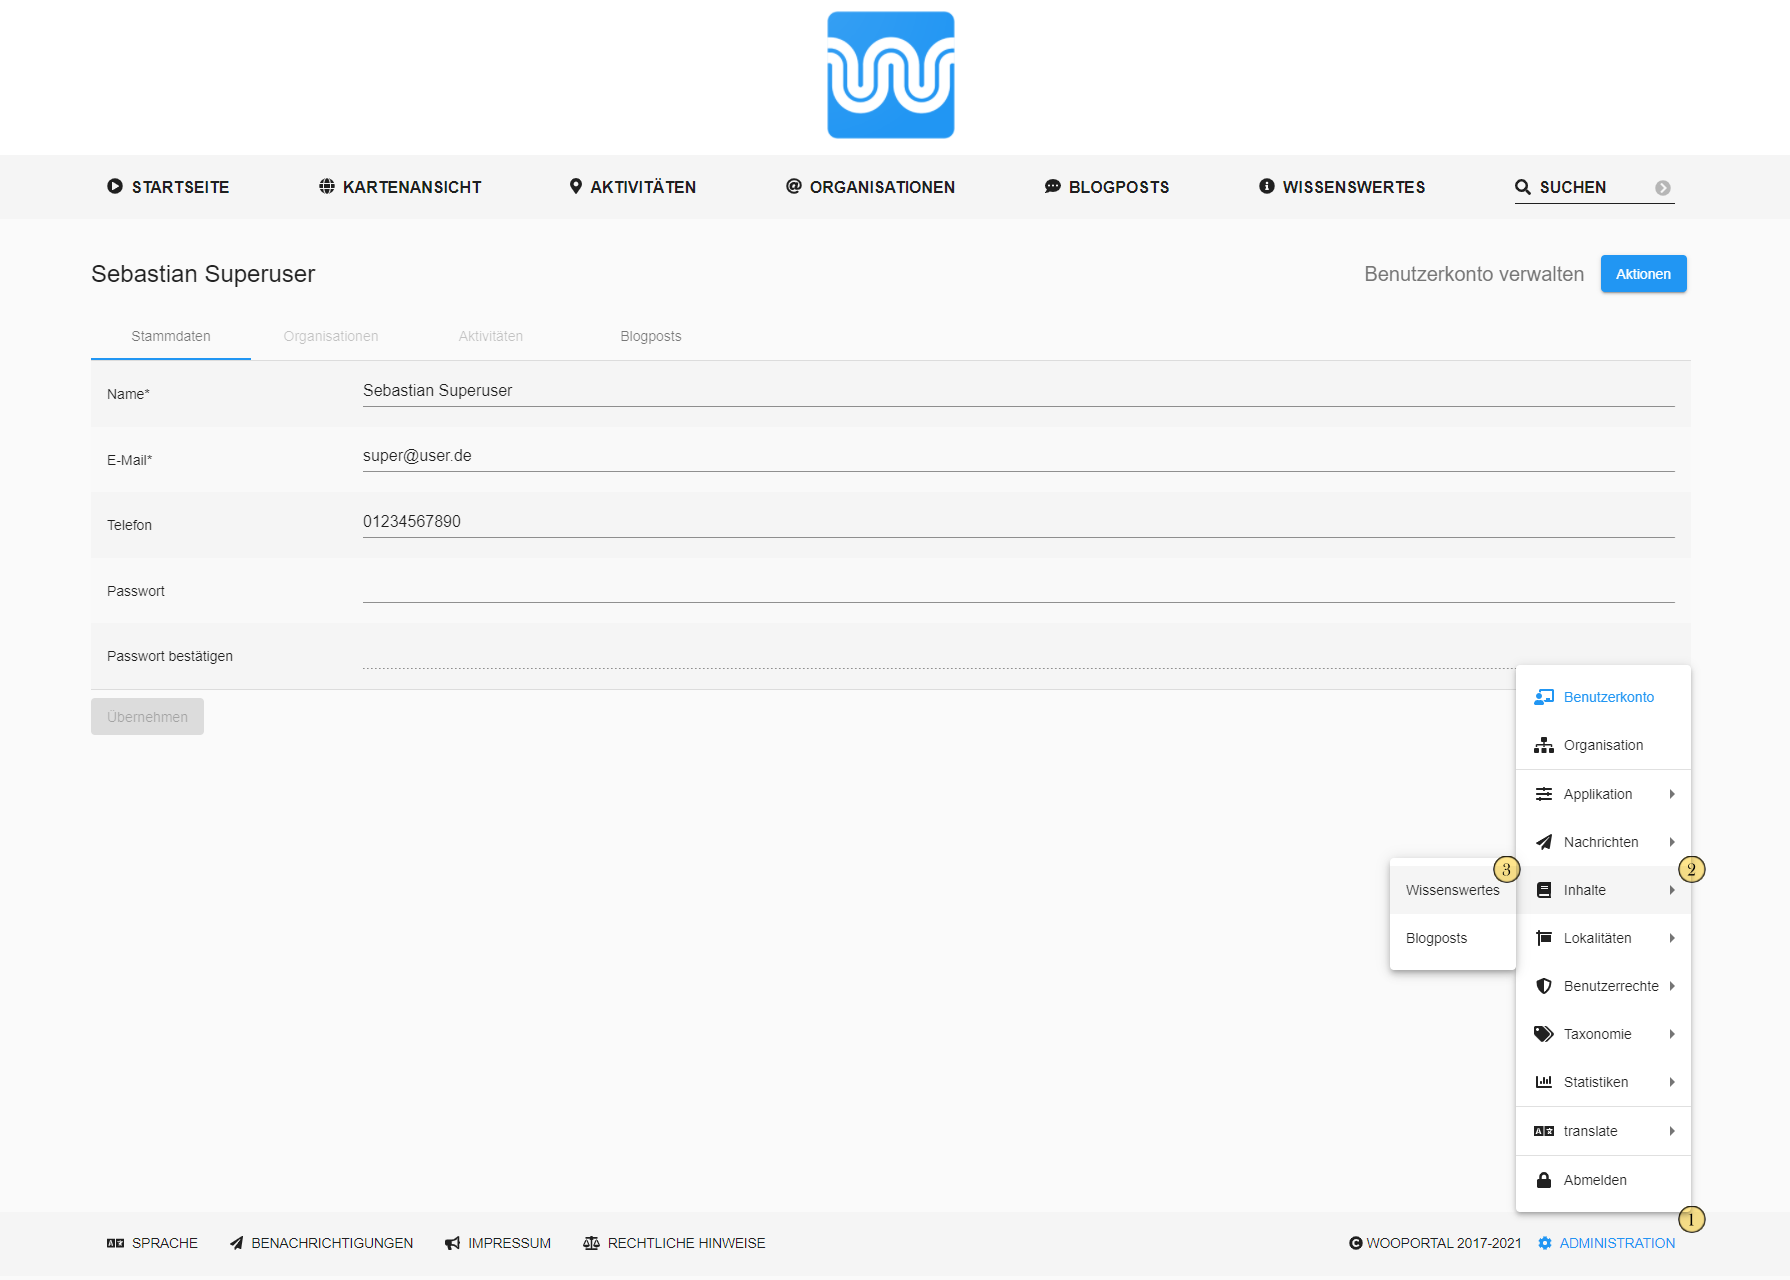 STARTSEITE KARTENANSICHT AKTIVITÄTEN ORGANISATIONEN BLOGPOSTS WISSENSWERTES SUCHEN
Sebastian Superuser Benutzerkonto verwalten Aktionen
Stammdaten Organisationen Aktivitäten Blogposts
Name* Sebastian Superuser
E-Mail* super@user.de
Telefon 01234567890
Passwort
Passwort bestätigen
Übernehmen
Benutzerkonto
Organisation
Applikation
Nachrichten
3 2
Wissenswertes Inhalte
Blogposts Lokalitäten
Benutzerrechte
Taxonomie
Statistiken
translate
Abmelden
1
SPRACHE BENACHRICHTIGUNGEN IMPRESSUM RECHTLICHE HINWEISE WOOPORTAL 2017-2021 ADMINISTRATION